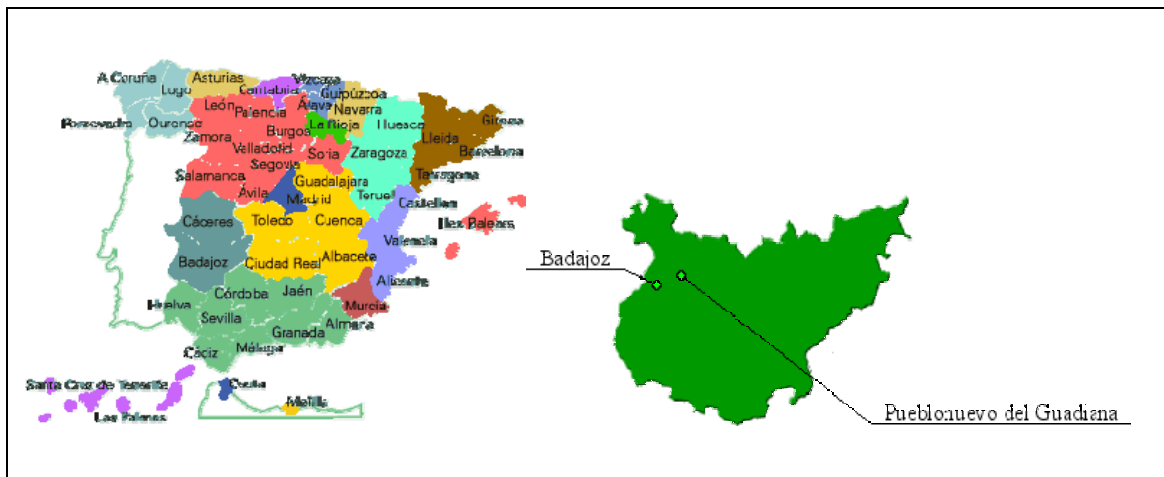 A Coruña
Lugo
Asturias
Cantabria
Vizcaya
Guipúzcoa
Álava
Navarra
León
Palencia
Burgos
La Rioja
Huesca
Lleida
Girona
Barcelona
Pontevedra
Ourense
Zamora
Valladolid
Soria
Zaragoza
Segovia
Tarragona
Salamanca
Ávila
Guadalajara
Madrid
Teruel
Castellon
Cáceres
Toledo
Cuenca
Illes Balears
Valencia
Badajoz
Ciudad Real
Albacete
Alicante
Huelva
Córdoba
Jaén
Murcia
Sevilla
Granada
Almería
Cádiz
Málaga
Santa Cruz de Tenerife
Las Palmas
Ceuta
Melilla
Badajoz
Pueblonuevo del Guadiana